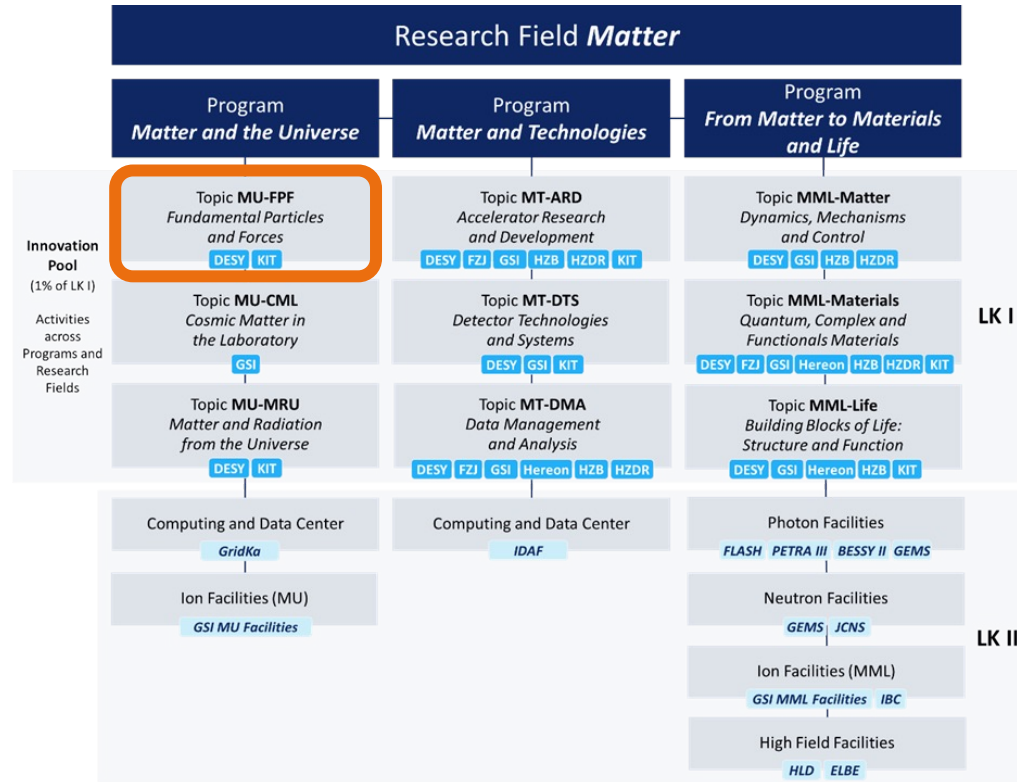 Research Field Matter
Program
Matter and the Universe
Program
Matter and Technologies
Program
From Matter to Materials
and Life
Innovation
Pool
(1% of LK I)
Activities
across
Programs and
Research
Fields
Topic MU-FPF
Fundamental Particles
and Forces
DESY KIT
Topic MT-ARD
Accelerator Research
and Development
DESY FZJ GSI HZB HZDR KIT
Topic MML-Matter
Dynamics, Mechanisms
and Control
DESY GSI HZB HZDR
Topic MU-CML
Cosmic Matter in
the Laboratory
GSI
Topic MT-DTS
Detector Technologies
and Systems
DESY GSI KIT
Topic MML-Materials
Quantum, Complex and
Functionals Materials
DESY FZJ GSI Hereon HZB HZDR KIT
LK I
Topic MU-MRU
Matter and Radiation
from the Universe
DESY KIT
Topic MT-DMA
Data Management
and Analysis
DESY FZJ GSI Hereon HZB HZDR
Topic MML-Life
Building Blocks of Life:
Structure and Function
DESY GSI Hereon HZB KIT
Computing and Data Center
GridKa
Computing and Data Center
IDAF
Photon Facilities
FLASH PETRA III BESSY II GEMS
Ion Facilities (MU)
GSI MU Facilities
Neutron Facilities
GEMS JCNS
LK II
Ion Facilities (MML)
GSI MML Facilities IBC
High Field Facilities
HLD ELBE